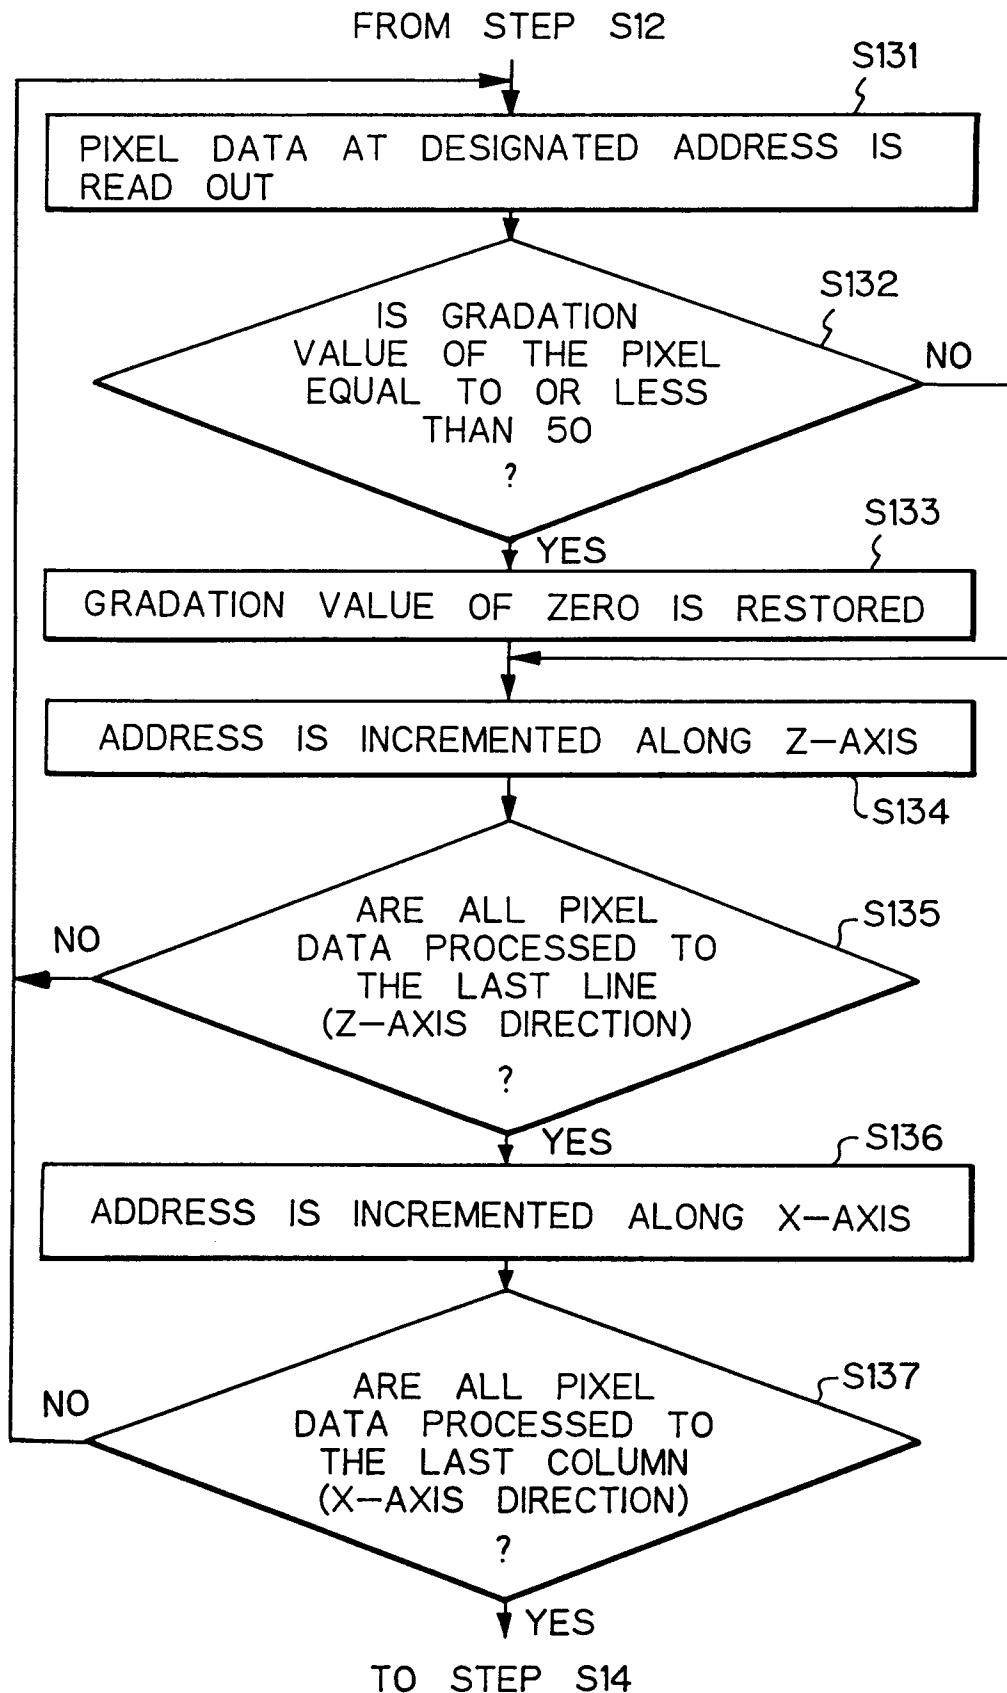 FROM STEP S12
S131
PIXEL DATA AT DESIGNATED ADDRESS IS
READ OUT
S132
IS GRADATION
VALUE OF THE PIXEL
EQUAL TO OR LESS
THAN 50
?
NO
YES
S133
GRADATION VALUE OF ZERO IS RESTORED
ADDRESS IS INCREMENTED ALONG Z-AXIS
S134
S135
ARE ALL PIXEL
DATA PROCESSED TO
THE LAST LINE
(Z-AXIS DIRECTION)
?
NO
YES
S136
ADDRESS IS INCREMENTED ALONG X-AXIS
S137
ARE ALL PIXEL
DATA PROCESSED TO
THE LAST COLUMN
(X-AXIS DIRECTION)
?
NO
YES
TO STEP S14